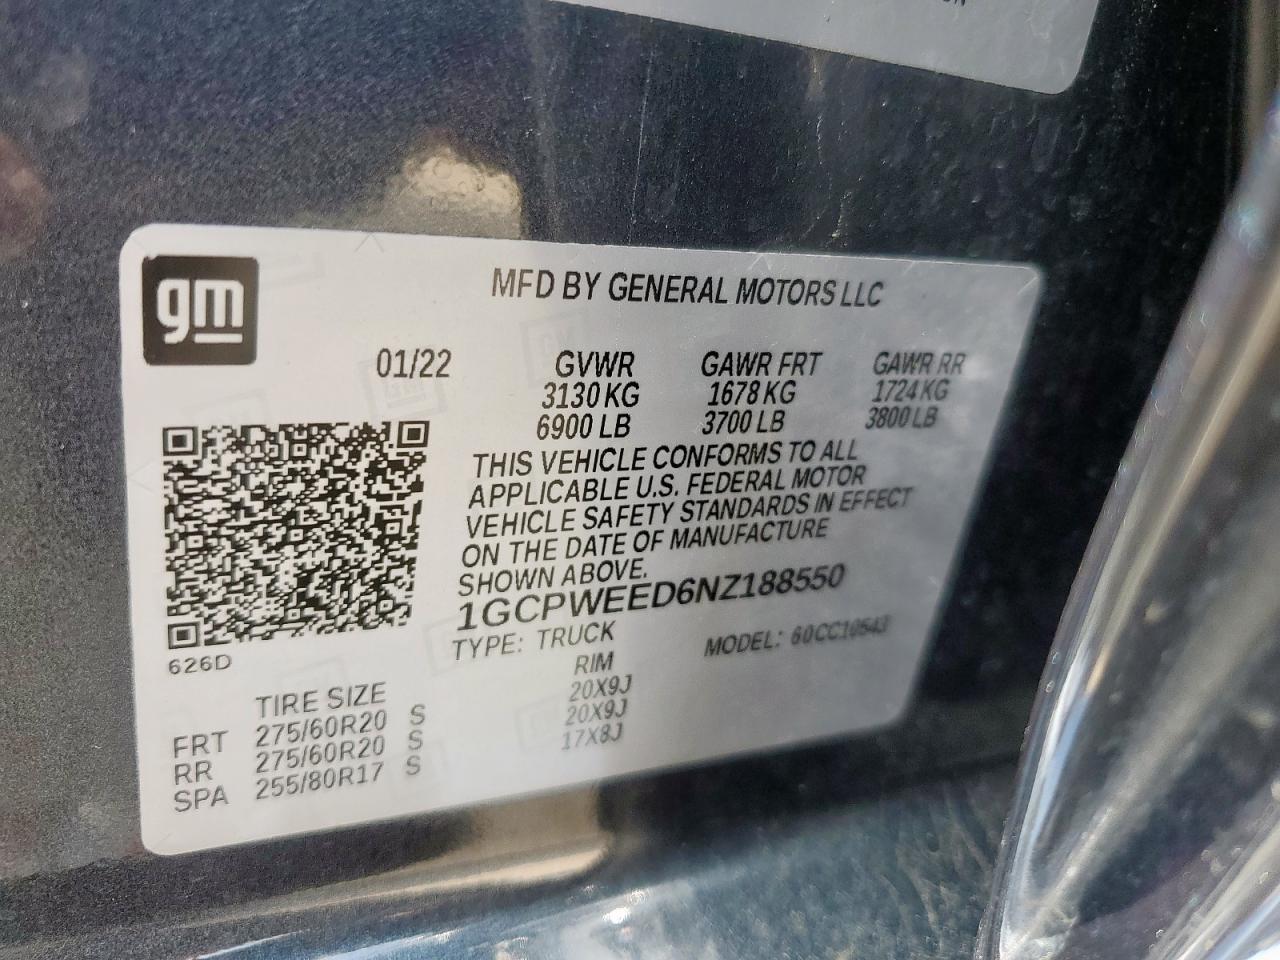 gm
MFD BY GENERAL MOTORS LLC
01/22 GVWR GAWR FRT GAWR RR
3130 KG 1678 KG 1724 KG
6900 LB 3700 LB 3800 LB
THIS VEHICLE CONFORMS TO ALL
APPLICABLE U.S. FEDERAL MOTOR
VEHICLE SAFETY STANDARDS IN EFFECT
ON THE DATE OF MANUFACTURE
SHOWN ABOVE.
1GCPWEED6NZ188550
TYPE: TRUCK MODEL: 60CC10543
626D
TIRE SIZE RIM
FRT 275/60R20 S 20X9J
RR 275/60R20 S 20X9J
SPA 255/80R17 S 17X8J